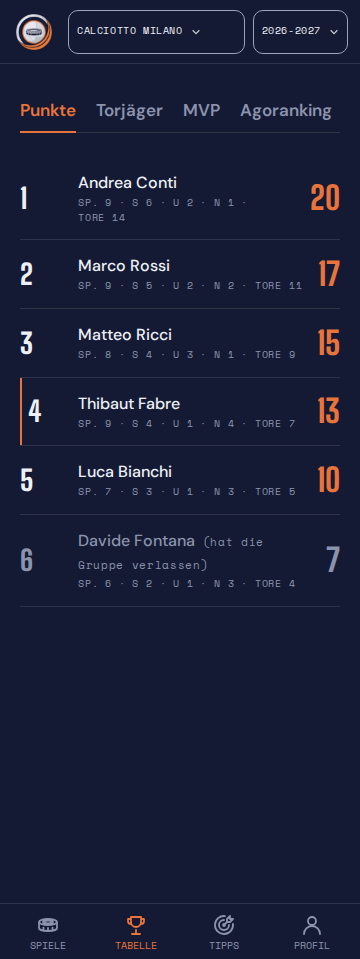 CALCIOTTO MILANO
2026-2027
Punkte Torjäger MVP Agoranking
1 Andrea Conti 20
SP. 9 · S 6 · U 2 · N 1 ·
TORE 14
2 Marco Rossi 17
SP. 9 · S 5 · U 2 · N 2 · TORE 11
3 Matteo Ricci 15
SP. 8 · S 4 · U 3 · N 1 · TORE 9
4 Thibaut Fabre 13
SP. 9 · S 4 · U 1 · N 4 · TORE 7
5 Luca Bianchi 10
SP. 7 · S 3 · U 1 · N 3 · TORE 5
6 Davide Fontana (hat die
Gruppe verlassen) 7
SP. 6 · S 2 · U 1 · N 3 · TORE 4
SPIELE TABELLE TIPPS PROFIL